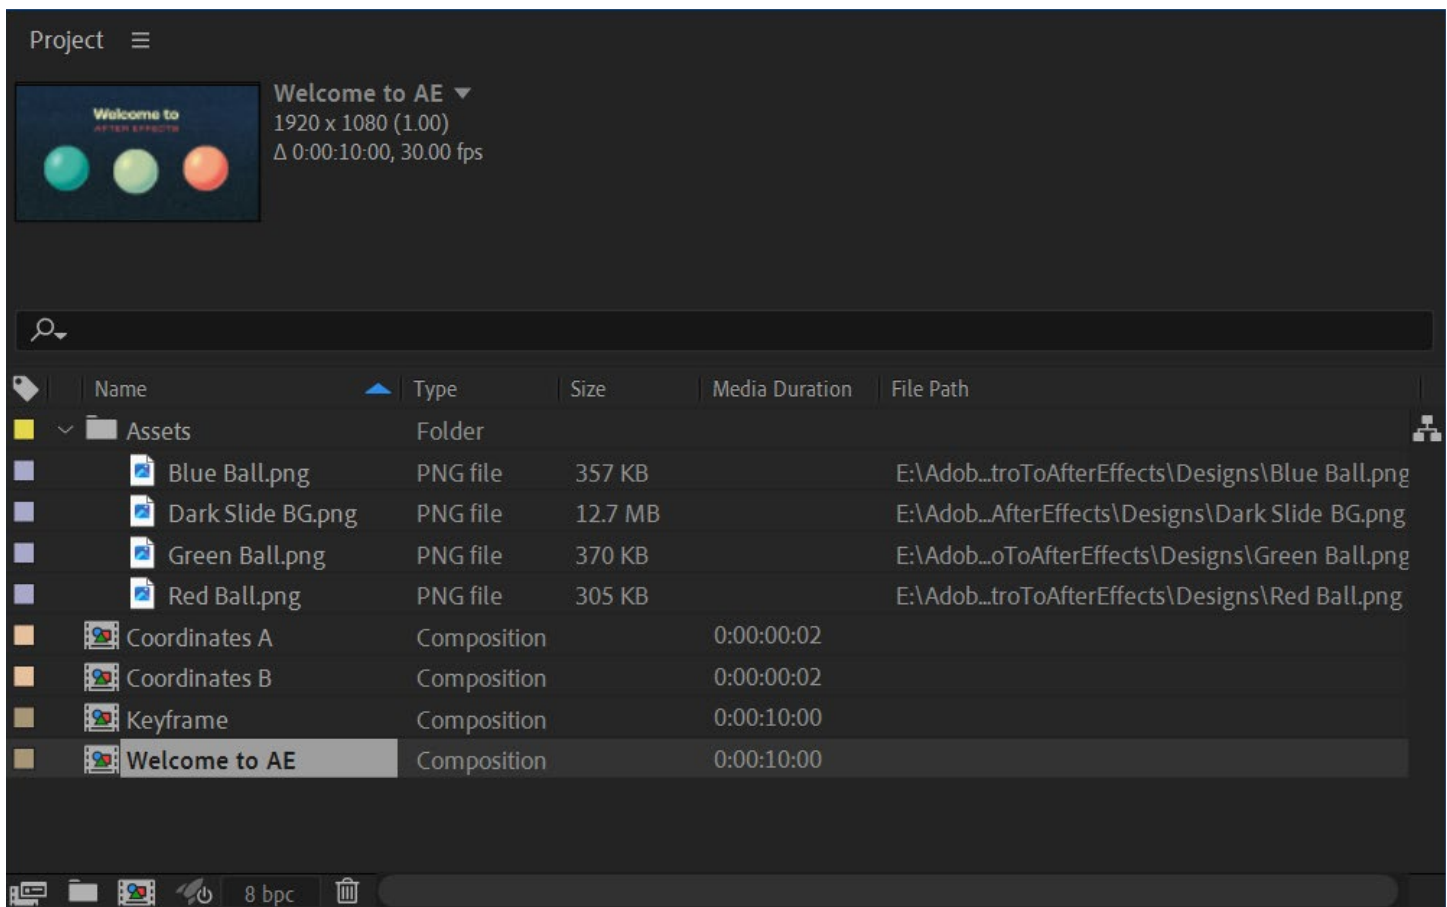 Project
Welcome to
AFTER EFFECTS
Welcome to AE
1920 x 1080 (1.00)
Δ 0:00:10:00, 30.00 fps
Name Type Size Media Duration File Path
Assets Folder
Blue Ball.png PNG file 357 KB E:\Adob...troToAfterEffects\Designs\Blue Ball.png
Dark Slide BG.png PNG file 12.7 MB E:\Adob...AfterEffects\Designs\Dark Slide BG.png
Green Ball.png PNG file 370 KB E:\Adob...oToAfterEffects\Designs\Green Ball.png
Red Ball.png PNG file 305 KB E:\Adob...troToAfterEffects\Designs\Red Ball.png
Coordinates A Composition 0:00:00:02
Coordinates B Composition 0:00:00:02
Keyframe Composition 0:00:10:00
Welcome to AE Composition 0:00:10:00
8 bpc